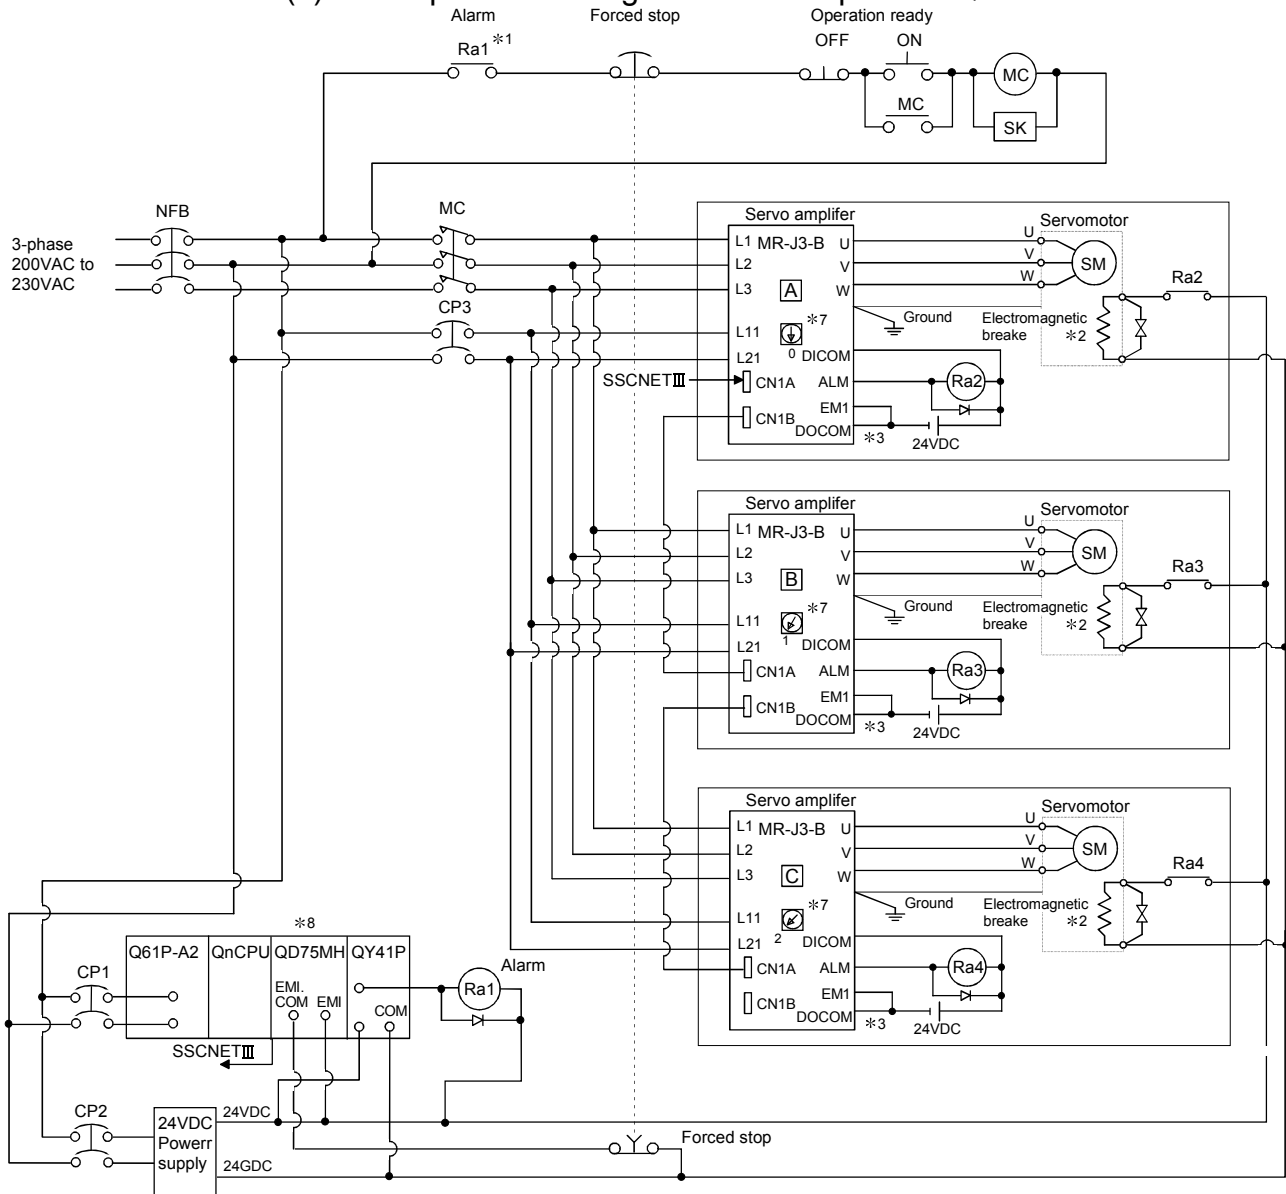 Alarm
Forced stop
Operation ready
Ra1 *1
OFF
ON
MC
MC
SK
NFB
MC
3-phase
200VAC to
230VAC
CP3
Servo amplifer
L1 MR-J3-B U
L2 V
L3 A W
L11 *7
0
L21 DICOM
SSCNETⅢ
CN1A ALM
EM1
CN1B
DOCOM *3
Ground
Servomotor
U
V
W
SM
Electromagnetic
breake *2
Ra2
Ra2
24VDC
Servo amplifer
L1 MR-J3-B U
L2 V
L3 B W
L11 *7
1
L21 DICOM
CN1A ALM
EM1
CN1B
DOCOM *3
Ground
Servomotor
U
V
W
SM
Electromagnetic
breake *2
Ra3
Ra3
24VDC
Servo amplifer
L1 MR-J3-B U
L2 V
L3 C W
L11 *7
2
L21 DICOM
CN1A ALM
EM1
CN1B
DOCOM *3
Ground
Servomotor
U
V
W
SM
Electromagnetic
breake *2
Ra4
Ra4
24VDC
*8
Q61P-A2 QnCPU QD75MH QY41P
CP1
EMI.
COM EMI
COM
Alarm
Ra1
SSCNETⅢ
CP2
24VDC
Powerr
supply
24VDC
24GDC
Forced stop